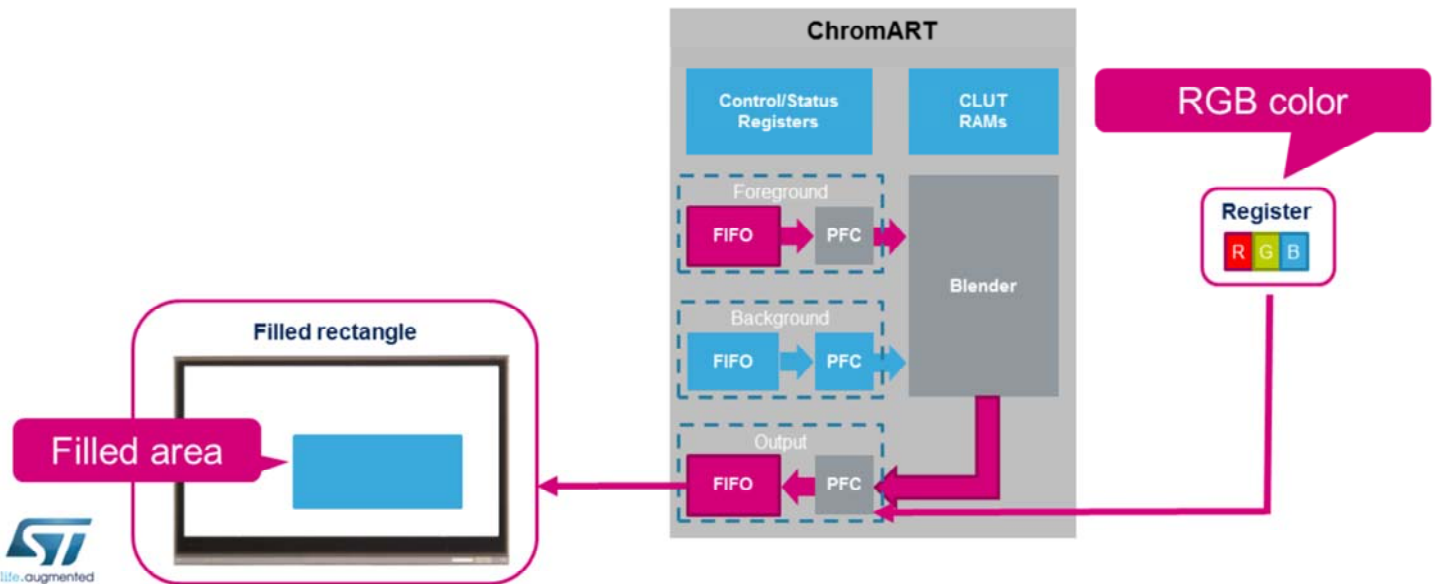 ChromART
Control/Status
Registers
CLUT
RAMs
RGB color
Foreground
FIFO
PFC
Register
R G B
Blender
Background
FIFO
PFC
Filled rectangle
Filled area
Output
FIFO
PFC
ST
life.augmented